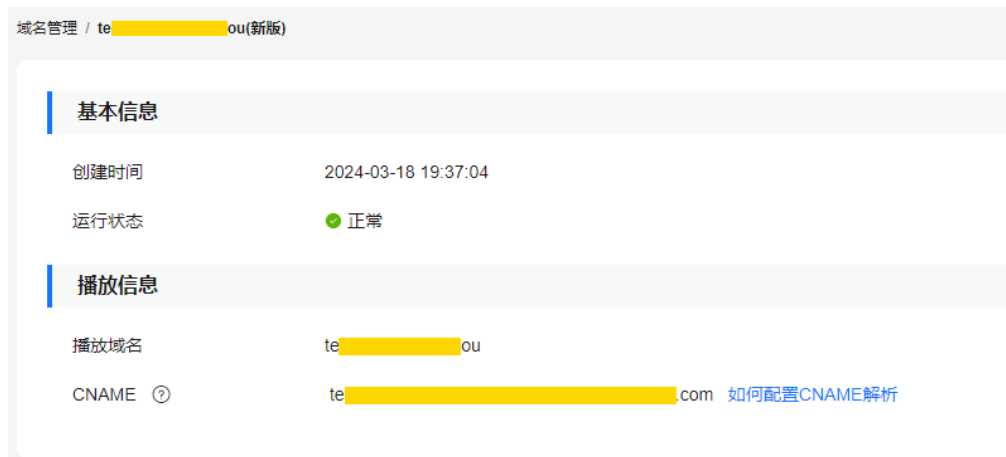 域名管理 / te ou(新版)
基本信息
创建时间 2024-03-18 19:37:04
运行状态 正常
播放信息
播放域名 te ou
CNAME ? te .com 如何配置CNAME解析